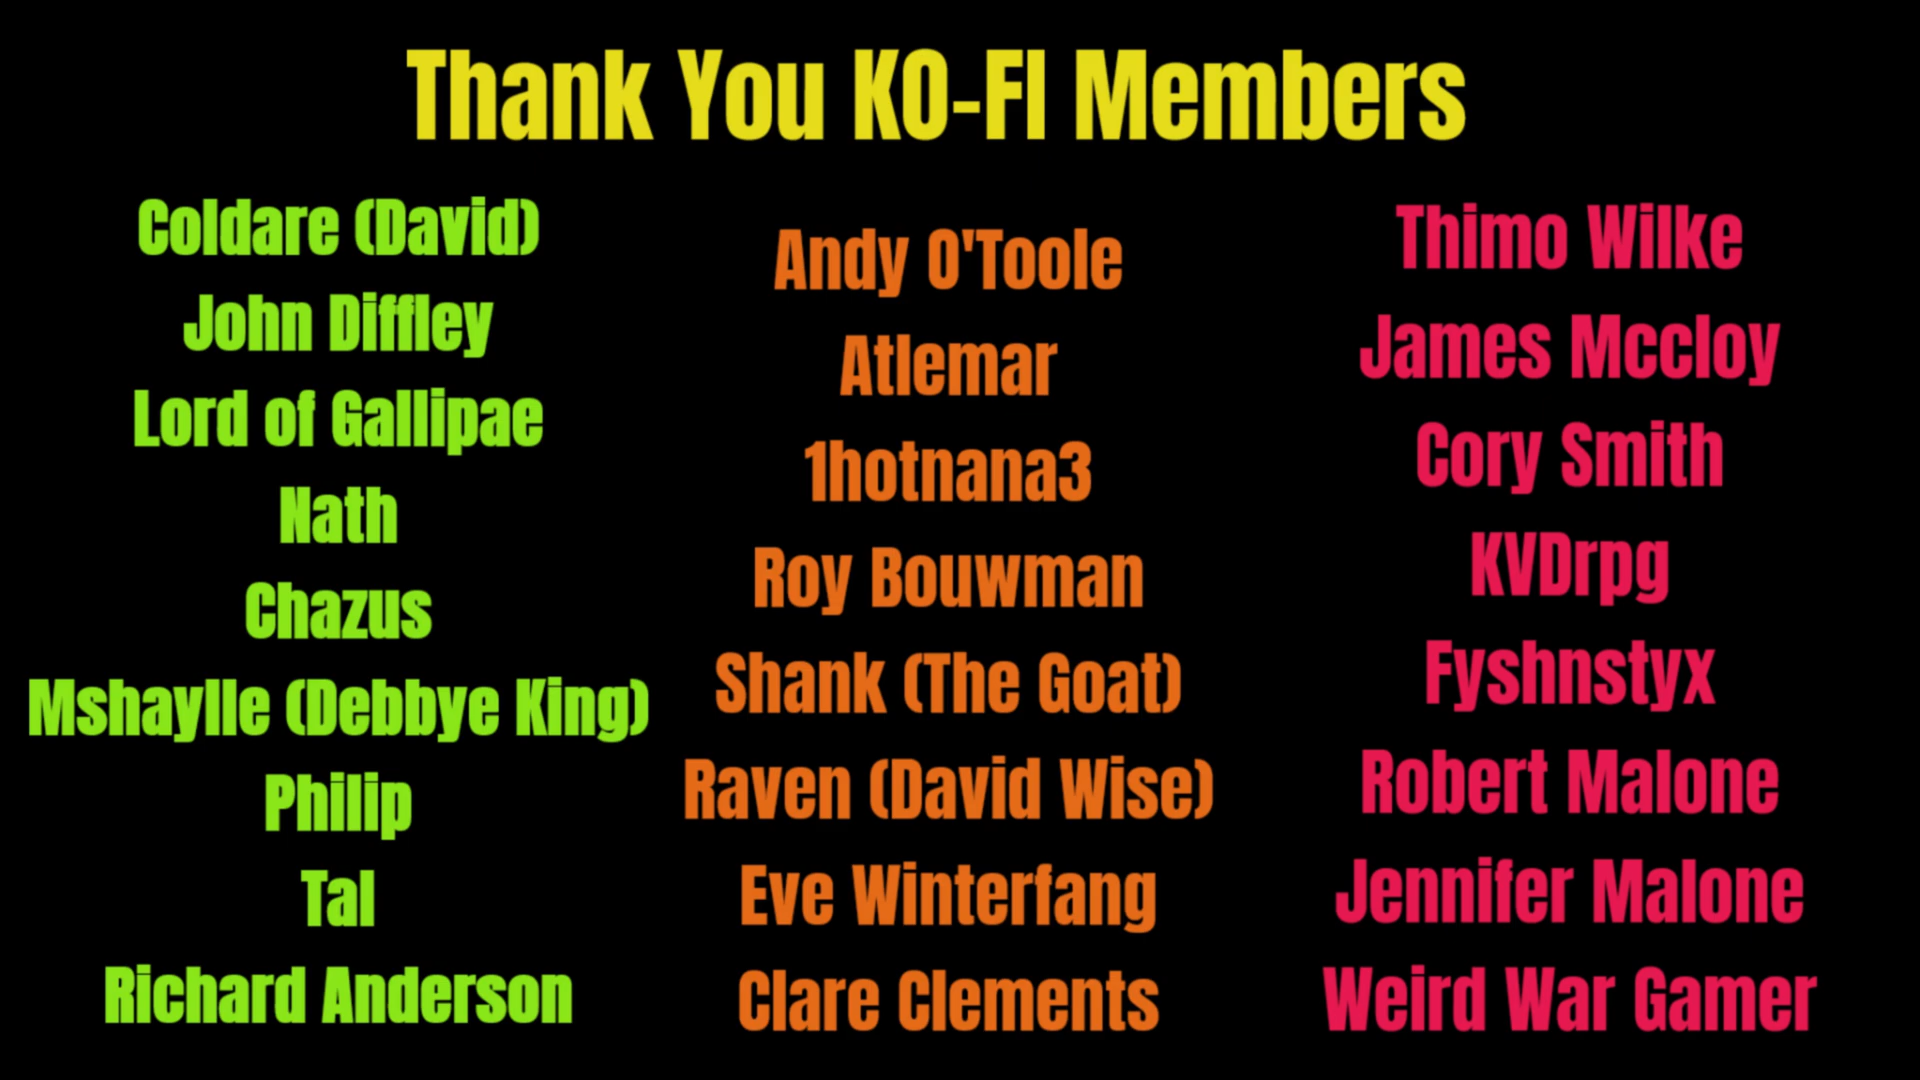 Thank You KO-FI Members
Coldare (David)
John Diffley
Lord of Gallipae
Nath
Chazus
Mshaylle (Debbye King)
Philip
Tal
Richard Anderson
Andy O'Toole
Atlemar
1hotnana3
Roy Bouwman
Shank (The Goat)
Raven (David Wise)
Eve Winterfang
Clare Clements
Thimo Wilke
James Mccloy
Cory Smith
KVDrpg
Fyshnstyx
Robert Malone
Jennifer Malone
Weird War Gamer